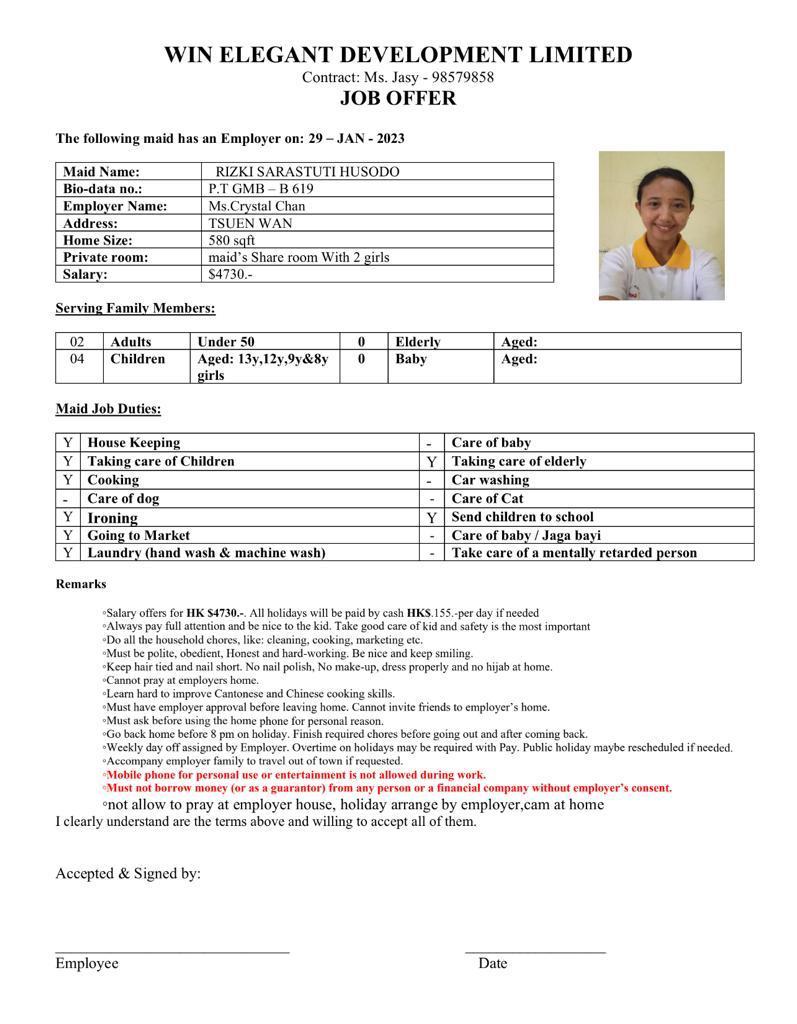 WIN ELEGANT DEVELOPMENT LIMITED
Contract: Ms. Jasy - 98579858
JOB OFFER
The following maid has an Employer on: 29 – JAN - 2023
Maid Name: RIZKI SARASTUTI HUSODO
Bio-data no.: P.T GMB – B 619
Employer Name: Ms.Crystal Chan
Address: TSUEN WAN
Home Size: 580 sqft
Private room: maid’s Share room With 2 girls
Salary: $4730.-
Serving Family Members:
02 Adults Under 50 0 Elderly Aged:
04 Children Aged: 13y,12y,9y&8y 0 Baby Aged:
girls
Maid Job Duties:
Y House Keeping - Care of baby
Y Taking care of Children Y Taking care of elderly
Y Cooking - Car washing
- Care of dog - Care of Cat
Y Ironing Y Send children to school
Y Going to Market - Care of baby / Jaga bayi
Y Laundry (hand wash & machine wash) - Take care of a mentally retarded person
Remarks
◦Salary offers for HK $4730.-. All holidays will be paid by cash HK$.155.-per day if needed
◦Always pay full attention and be nice to the kid. Take good care of kid and safety is the most important
◦Do all the household chores, like: cleaning, cooking, marketing etc.
◦Must be polite, obedient, Honest and hard-working. Be nice and keep smiling.
◦Keep hair tied and nail short. No nail polish, No make-up, dress properly and no hijab at home.
◦Cannot pray at employers home.
◦Learn hard to improve Cantonese and Chinese cooking skills.
◦Must have employer approval before leaving home. Cannot invite friends to employer’s home.
◦Must ask before using the home phone for personal reason.
◦Go back home before 8 pm on holiday. Finish required chores before going out and after coming back.
◦Weekly day off assigned by Employer. Overtime on holidays may be required with Pay. Public holiday maybe rescheduled if needed.
◦Accompany employer family to travel out of town if requested.
◦Mobile phone for personal use or entertainment is not allowed during work.
◦Must not borrow money (or as a guarantor) from any person or a financial company without employer’s consent.
◦not allow to pray at employer house, holiday arrange by employer,cam at home
I clearly understand are the terms above and willing to accept all of them.
Accepted & Signed by:
Employee Date